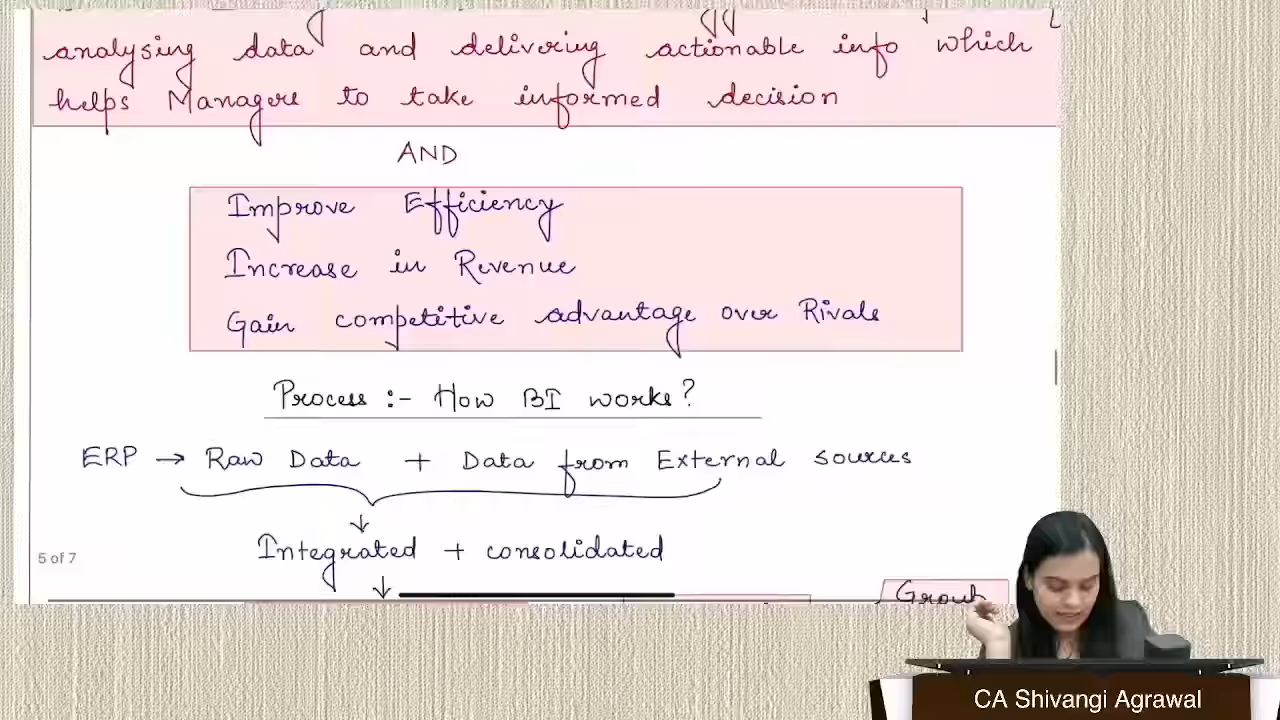 analysing data and delivering actionable info which
helps Managers to take informed decision
AND
Improve Efficiency
Increase in Revenue
Gain competitive advantage over Rivals
Process :- How BI works?
ERP → Raw Data + Data from External sources
↓
Integrated + consolidated
↓
5 of 7
CA Shivangi Agrawal